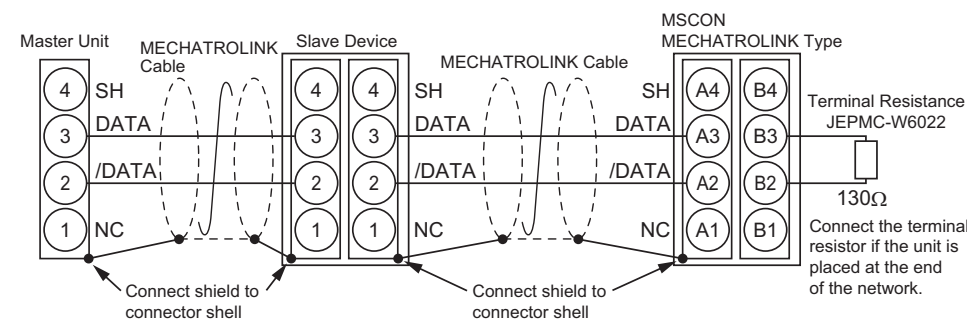 MSCON
MECHATROLINK Type
Master Unit
MECHATROLINK
Cable
Slave Device
MECHATROLINK Cable
4 SH 4 4 SH SH A4 B4
Terminal Resistance
JEPMC-W6022
3 DATA 3 3 DATA DATA A3 B3
2 /DATA 2 2 /DATA /DATA A2 B2
130Ω
1 NC 1 1 NC NC A1 B1
Connect the terminal
resistor if the unit is
placed at the end
of the network.
Connect shield to
connector shell
Connect shield to
connector shell